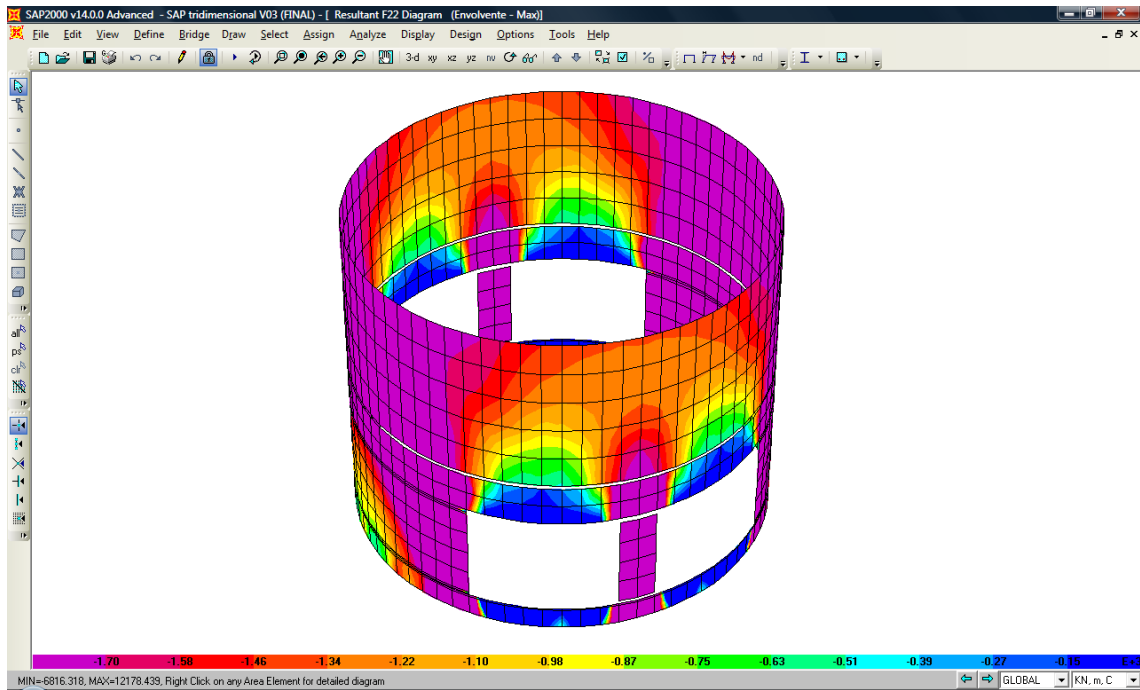 SAP2000 v14.0.0 Advanced - SAP tridimensional V03 (FINAL) - [ Resultant F22 Diagram (Envolvente - Max)]
File Edit View Define Bridge Draw Select Assign Analyze Display Design Options Tools Help
3-d xy xz yz nv nd
all
ps
clr
-1.70 -1.58 -1.46 -1.34 -1.22 -1.10 -0.98 -0.87 -0.75 -0.63 -0.51 -0.39 -0.27 -0.15
MIN=-6816.318, MAX=12178.439, Right Click on any Area Element for detailed diagram GLOBAL KN, m, C